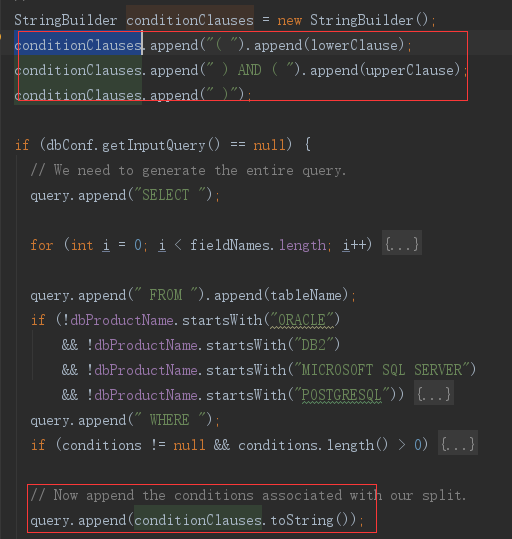 StringBuilder conditionClauses = new StringBuilder();
conditionClauses.append("( ").append(lowerClause);
conditionClauses.append(" ) AND ( ").append(upperClause);
conditionClauses.append(" )");
if (dbConf.getInputQuery() == null) {
// We need to generate the entire query.
query.append("SELECT ");
for (int i = 0; i < fieldNames.length; i++) {...}
query.append(" FROM ").append(tableName);
if (!dbProductName.startsWith("ORACLE")
&& !dbProductName.startsWith("DB2")
&& !dbProductName.startsWith("MICROSOFT SQL SERVER")
&& !dbProductName.startsWith("POSTGRESQL")) {...}
query.append(" WHERE ");
if (conditions != null && conditions.length() > 0) {...}
// Now append the conditions associated with our split.
query.append(conditionClauses.toString());